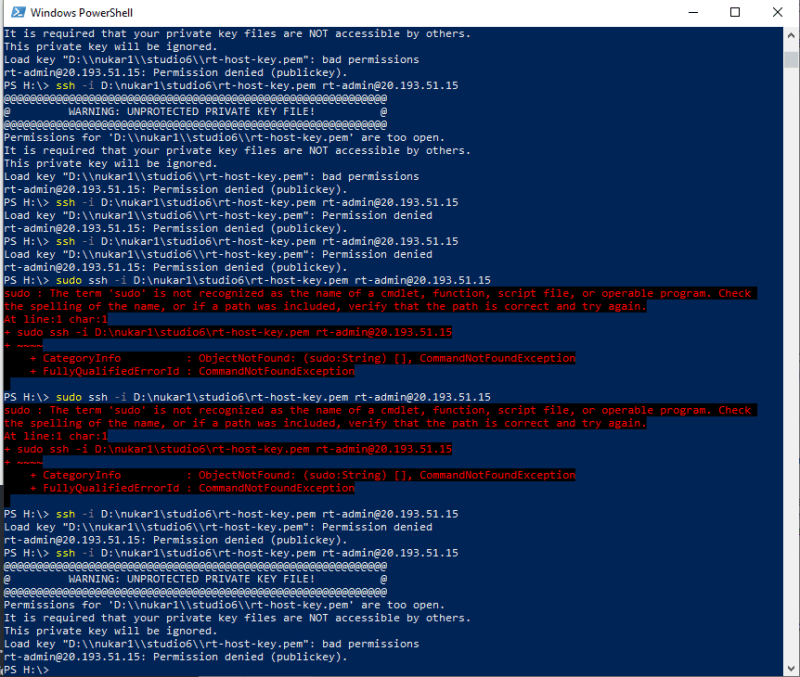 Windows PowerShell
It is required that your private key files are NOT accessible by others.
This private key will be ignored.
Load key "D:\\nukar1\\studio6\\rt-host-key.pem": bad permissions
rt-admin@20.193.51.15: Permission denied (publickey).
PS H:\> ssh -i D:\nukar1\studio6\rt-host-key.pem rt-admin@20.193.51.15
@@@@@@@@@@@@@@@@@@@@@@@@@@@@@@@@@@@@@@@@@@@@@@@@@@@@@@@@@@@
@         WARNING: UNPROTECTED PRIVATE KEY FILE!          @
@@@@@@@@@@@@@@@@@@@@@@@@@@@@@@@@@@@@@@@@@@@@@@@@@@@@@@@@@@@
Permissions for 'D:\\nukar1\\studio6\\rt-host-key.pem' are too open.
It is required that your private key files are NOT accessible by others.
This private key will be ignored.
Load key "D:\\nukar1\\studio6\\rt-host-key.pem": bad permissions
rt-admin@20.193.51.15: Permission denied (publickey).
PS H:\> ssh -i D:\nukar1\studio6\rt-host-key.pem rt-admin@20.193.51.15
Load key "D:\\nukar1\\studio6\\rt-host-key.pem": Permission denied
rt-admin@20.193.51.15: Permission denied (publickey).
PS H:\> ssh -i D:\nukar1\studio6\rt-host-key.pem rt-admin@20.193.51.15
Load key "D:\\nukar1\\studio6\\rt-host-key.pem": Permission denied
rt-admin@20.193.51.15: Permission denied (publickey).
PS H:\> sudo ssh -i D:\nukar1\studio6\rt-host-key.pem rt-admin@20.193.51.15
sudo : The term 'sudo' is not recognized as the name of a cmdlet, function, script file, or operable program. Check
the spelling of the name, or if a path was included, verify that the path is correct and try again.
At line:1 char:1
+ sudo ssh -i D:\nukar1\studio6\rt-host-key.pem rt-admin@20.193.51.15
+ ~~~~
    + CategoryInfo          : ObjectNotFound: (sudo:String) [], CommandNotFoundException
    + FullyQualifiedErrorId : CommandNotFoundException
PS H:\> sudo ssh -i D:\nukar1\studio6\rt-host-key.pem rt-admin@20.193.51.15
sudo : The term 'sudo' is not recognized as the name of a cmdlet, function, script file, or operable program. Check
the spelling of the name, or if a path was included, verify that the path is correct and try again.
At line:1 char:1
+ sudo ssh -i D:\nukar1\studio6\rt-host-key.pem rt-admin@20.193.51.15
+ ~~~~
    + CategoryInfo          : ObjectNotFound: (sudo:String) [], CommandNotFoundException
    + FullyQualifiedErrorId : CommandNotFoundException
PS H:\> ssh -i D:\nukar1\studio6\rt-host-key.pem rt-admin@20.193.51.15
Load key "D:\\nukar1\\studio6\\rt-host-key.pem": Permission denied
rt-admin@20.193.51.15: Permission denied (publickey).
PS H:\> ssh -i D:\nukar1\studio6\rt-host-key.pem rt-admin@20.193.51.15
@@@@@@@@@@@@@@@@@@@@@@@@@@@@@@@@@@@@@@@@@@@@@@@@@@@@@@@@@@@
@         WARNING: UNPROTECTED PRIVATE KEY FILE!          @
@@@@@@@@@@@@@@@@@@@@@@@@@@@@@@@@@@@@@@@@@@@@@@@@@@@@@@@@@@@
Permissions for 'D:\\nukar1\\studio6\\rt-host-key.pem' are too open.
It is required that your private key files are NOT accessible by others.
This private key will be ignored.
Load key "D:\\nukar1\\studio6\\rt-host-key.pem": bad permissions
rt-admin@20.193.51.15: Permission denied (publickey).
PS H:\>